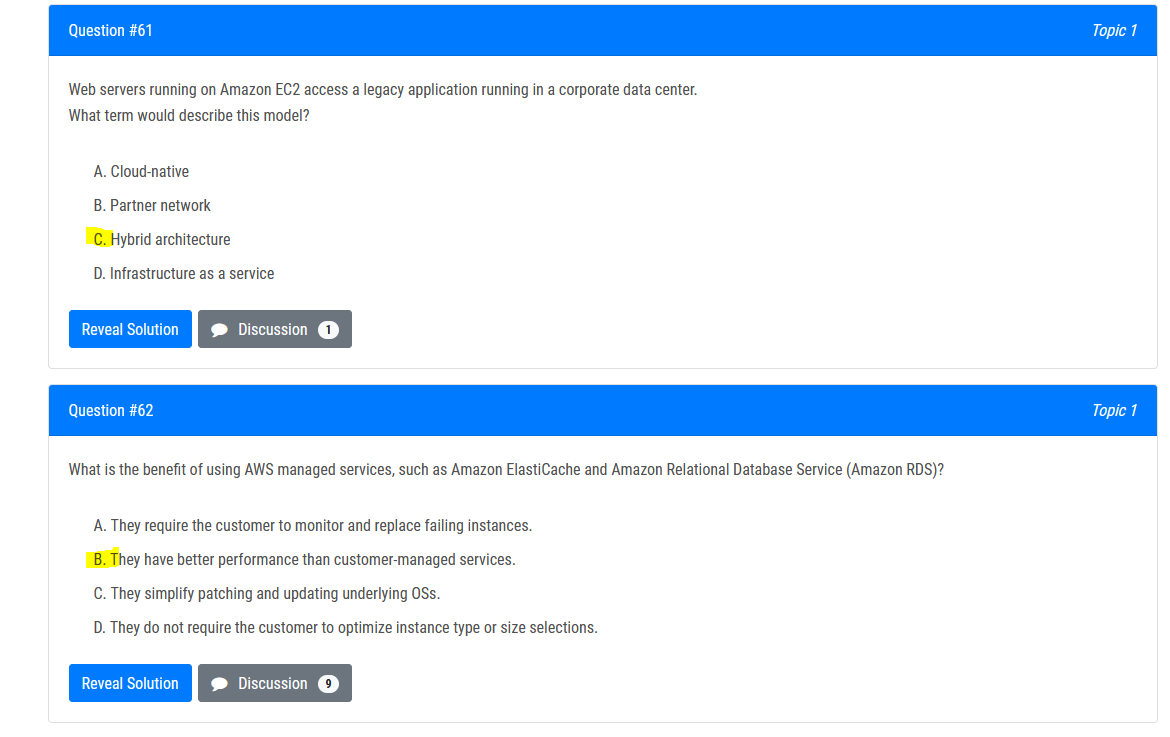 Question #61
Topic 1
Web servers running on Amazon EC2 access a legacy application running in a corporate data center.
What term would describe this model?
A. Cloud-native
B. Partner network
C. Hybrid architecture
D. Infrastructure as a service
Reveal Solution
Discussion 1
Question #62
Topic 1
What is the benefit of using AWS managed services, such as Amazon ElastiCache and Amazon Relational Database Service (Amazon RDS)?
A. They require the customer to monitor and replace failing instances.
B. They have better performance than customer-managed services.
C. They simplify patching and updating underlying OSs.
D. They do not require the customer to optimize instance type or size selections.
Reveal Solution
Discussion 9